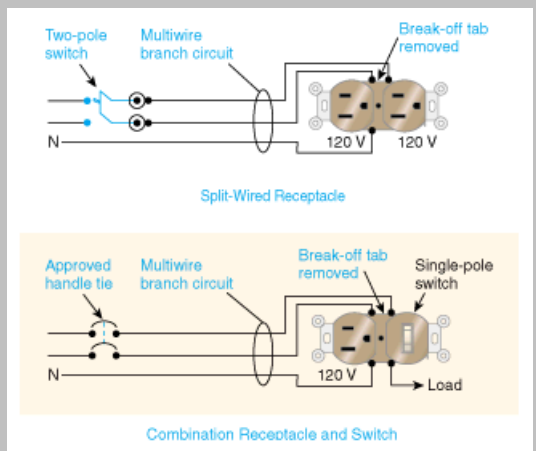 Two-pole
switch
Multiwire
branch circuit
Break-off tab
removed
N
120 V
120 V
Split-Wired Receptacle
Approved
handle tie
Multiwire
branch circuit
Break-off tab
removed
Single-pole
switch
N
120 V
Load
Combination Receptacle and Switch